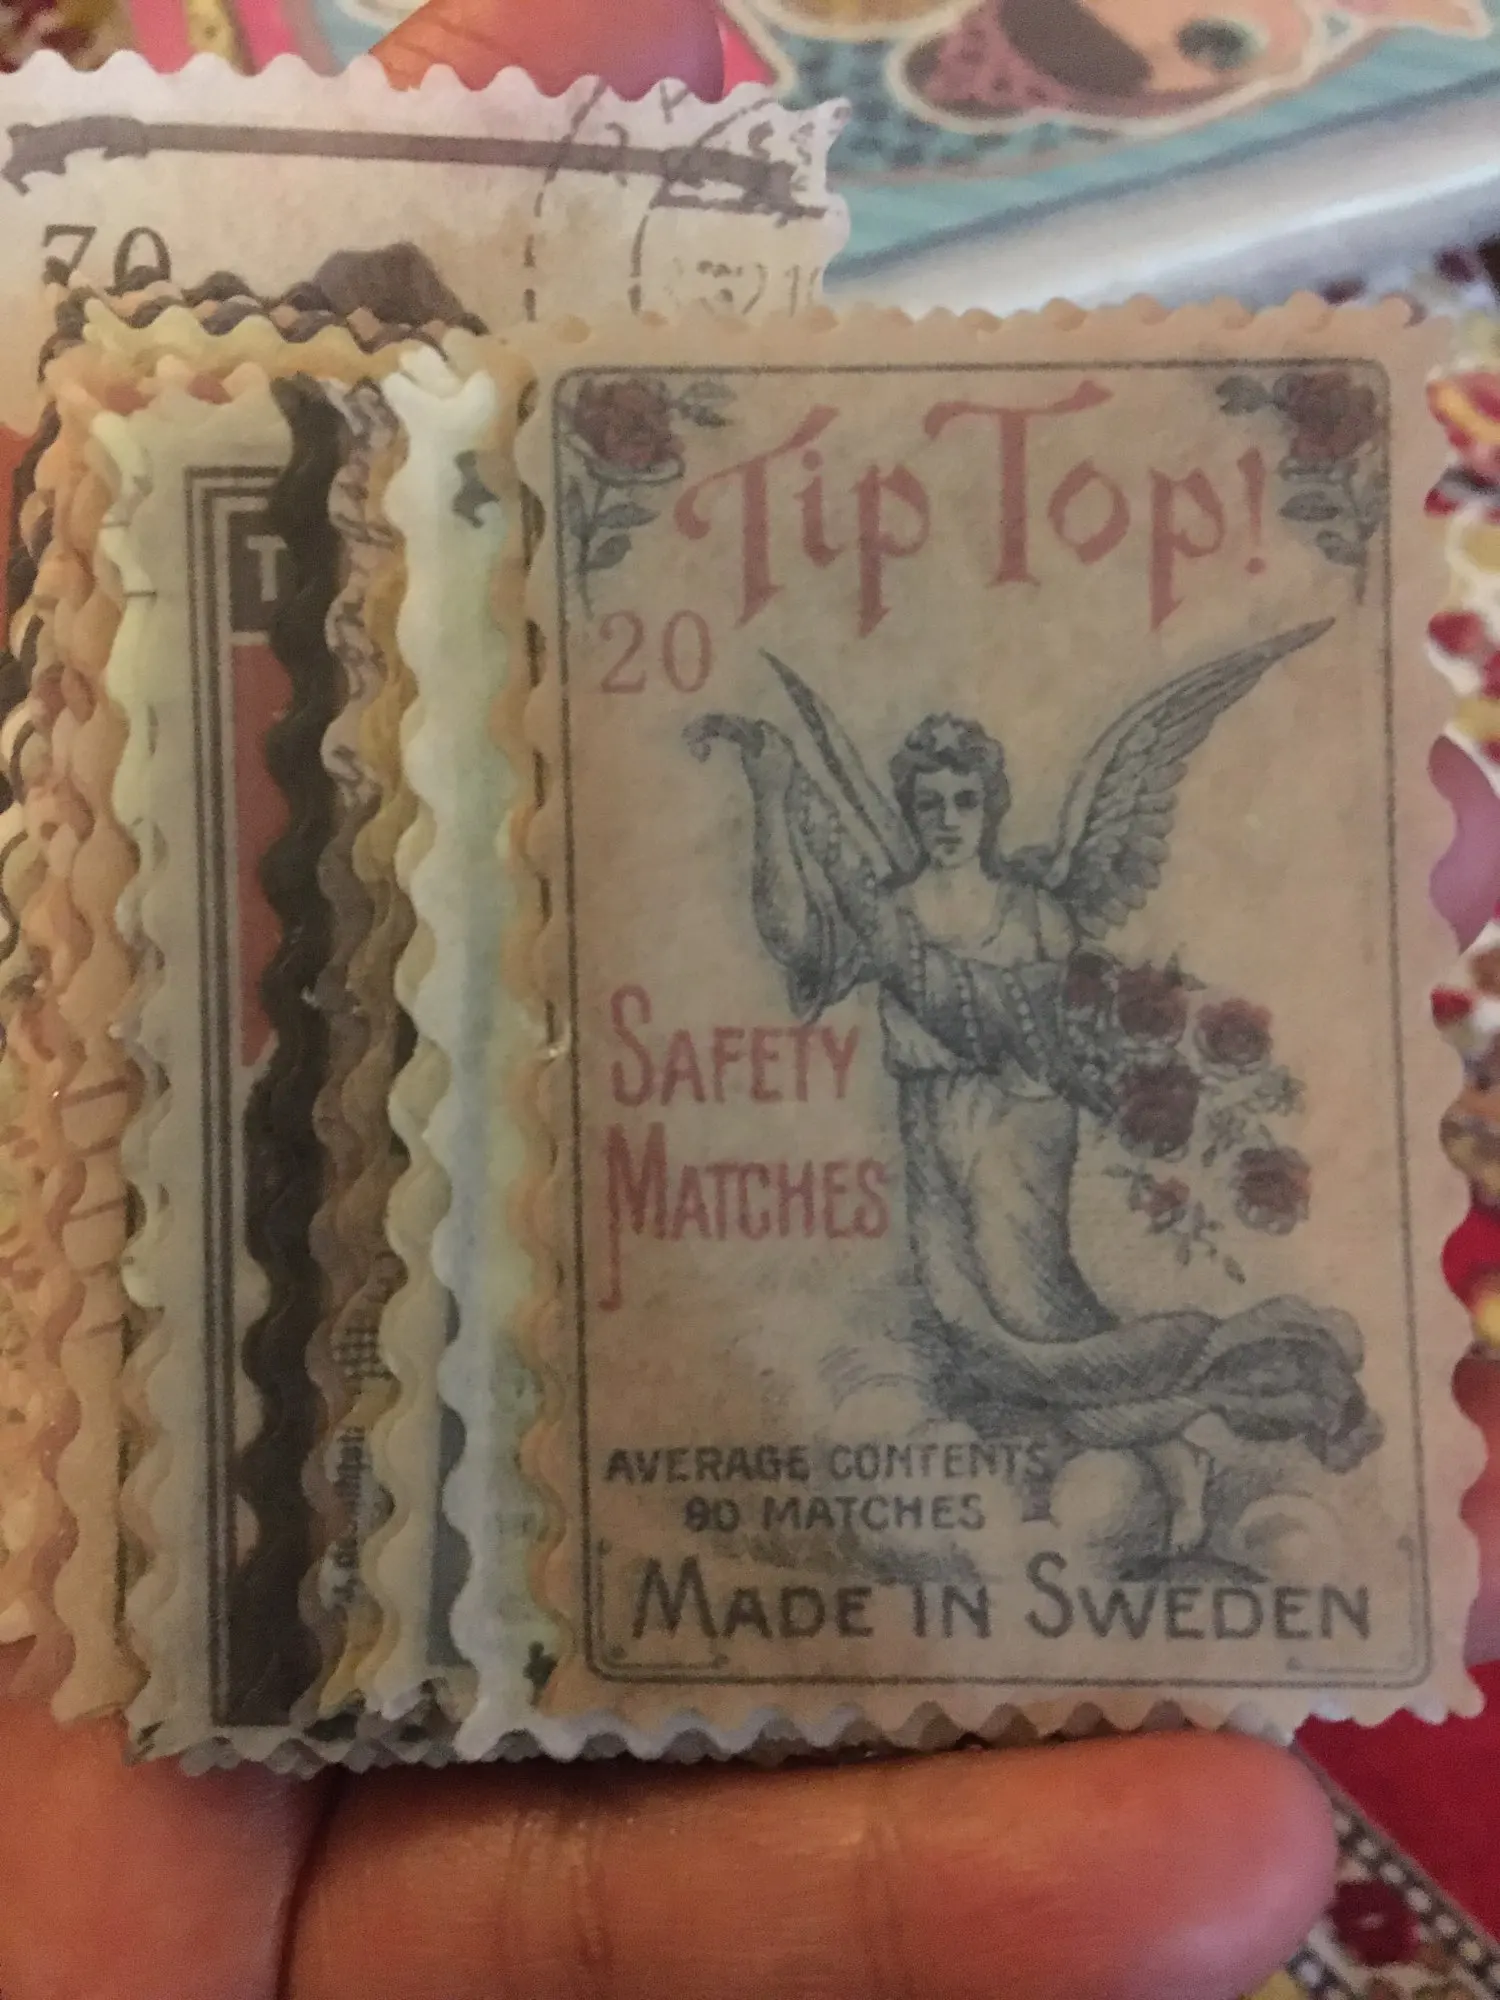 70
Tip Top!
20
SAFETY
MATCHES
AVERAGE CONTENTS
90 MATCHES
MADE IN SWEDEN
T